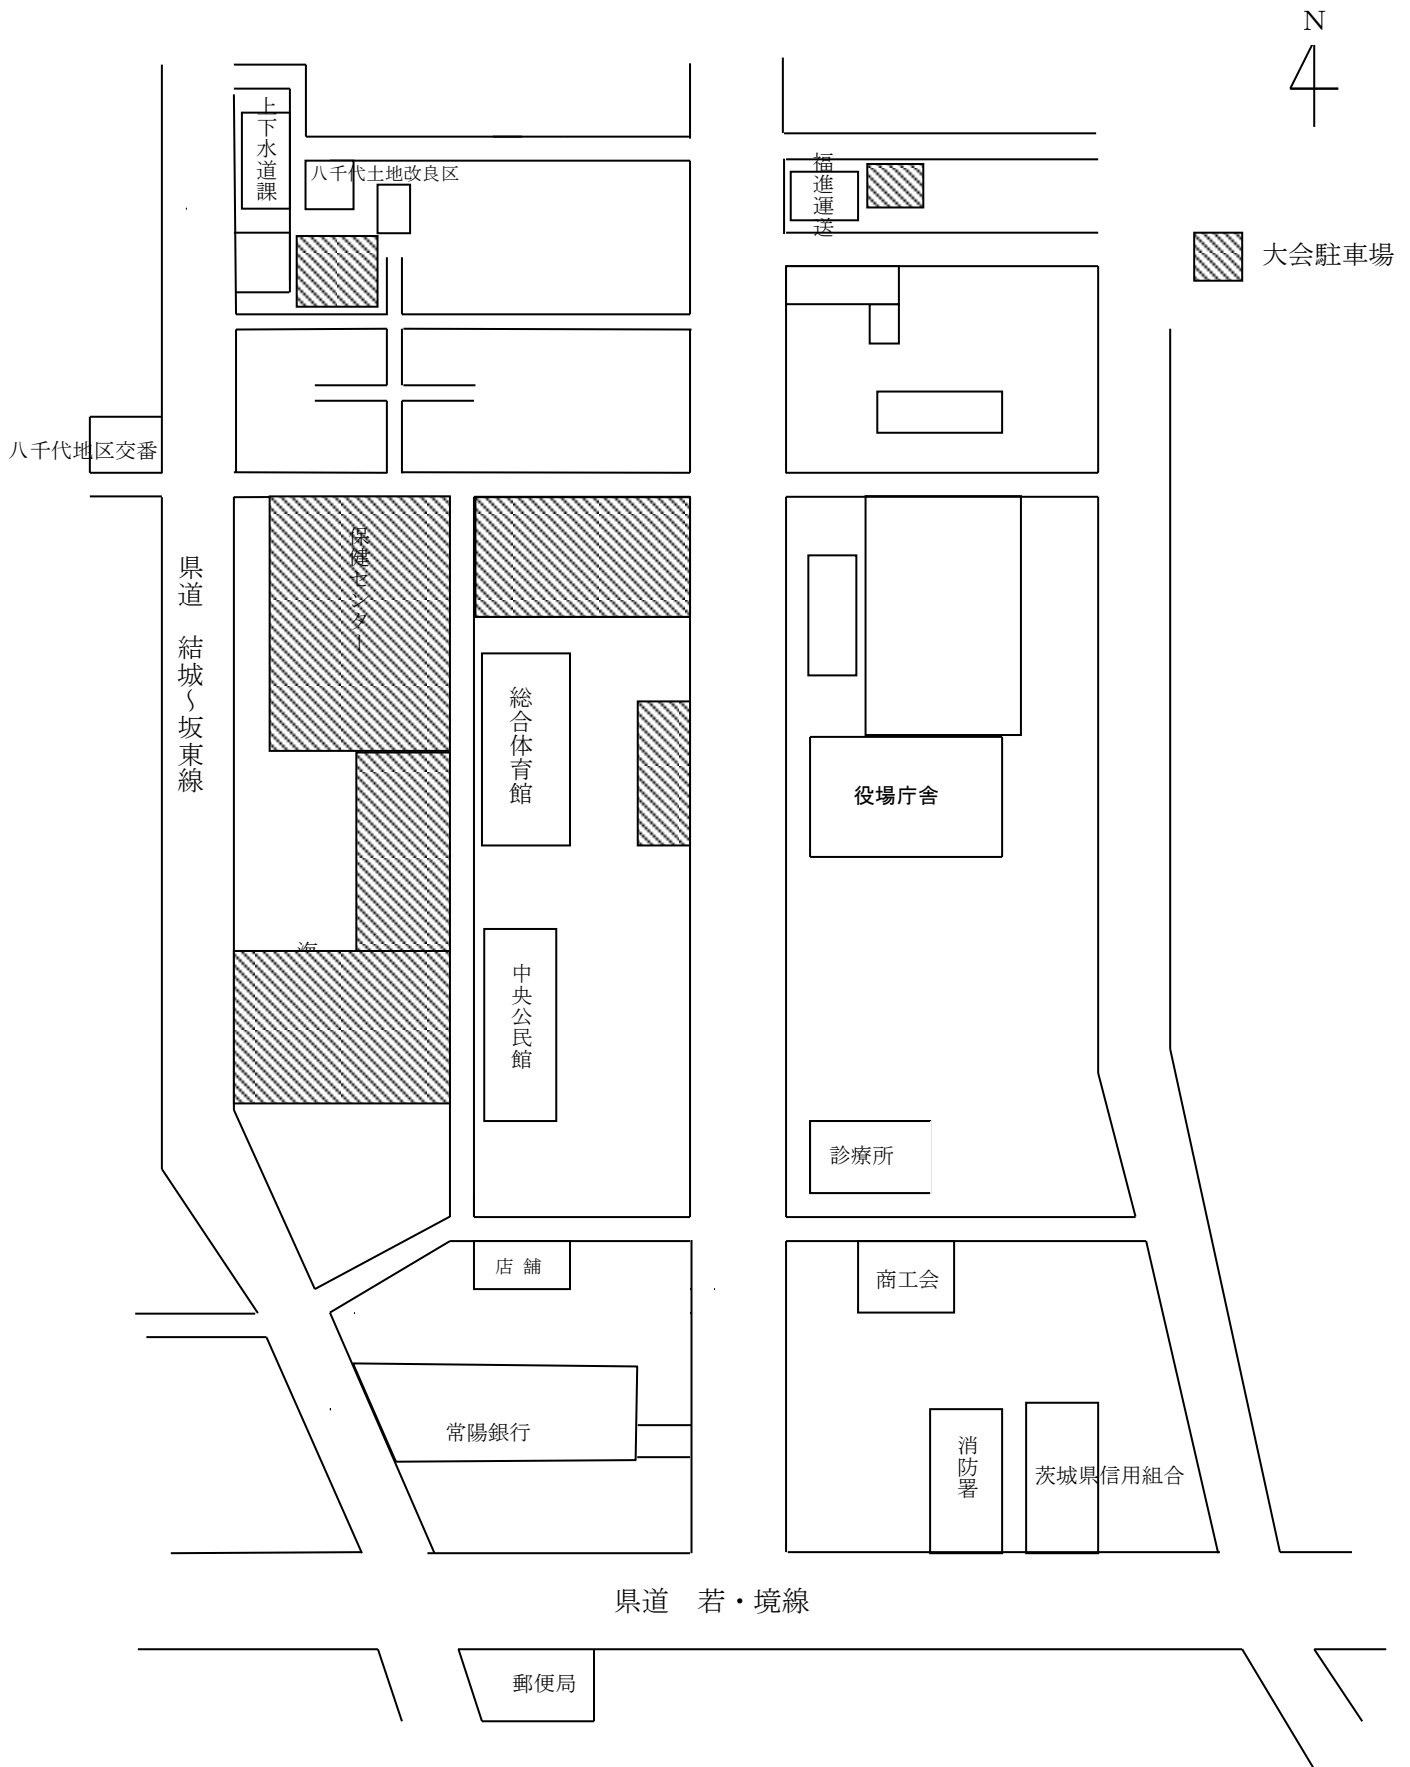 N
上下水道課
八千代土地改良区
福進運送
大会駐車場
八千代地区交番
保健センター
県道　結城～坂東線
総合体育館
役場庁舎
中央公民館
診療所
店 舗
商工会
常陽銀行
消防署
茨城県信用組合
県道　若・境線
郵便局